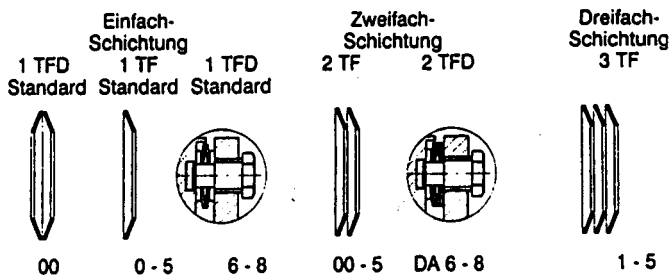 Einfach-
Schichtung
1 TFD 1 TF 1 TFD
Standard Standard Standard
Zweifach-
Schichtung
2 TF 2 TFD
Dreifach-
Schichtung
3 TF
00 0 - 5 6 - 8 00 - 5 DA 6 - 8 1 - 5